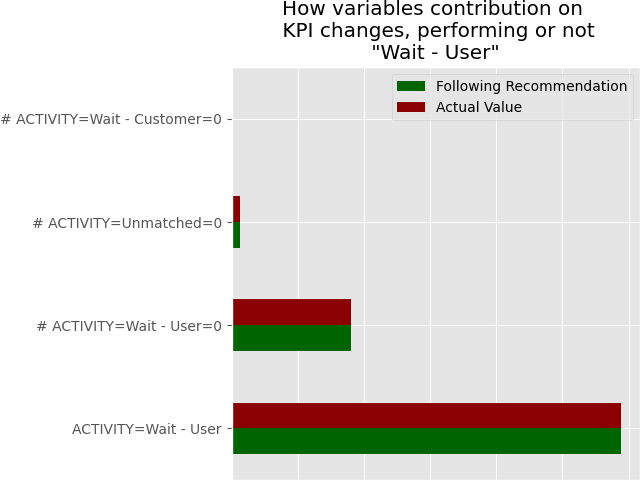 How variables contribution on
KPI changes, performing or not
"Wait - User"
Following Recommendation
Actual Value
# ACTIVITY=Wait - Customer=0
# ACTIVITY=Unmatched=0
# ACTIVITY=Wait - User=0
ACTIVITY=Wait - User